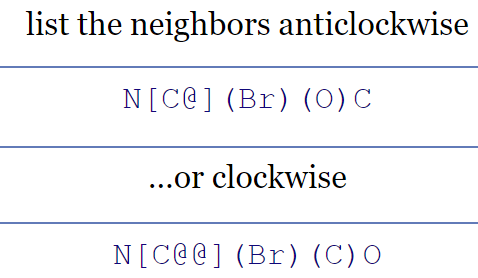 list the neighbors anticlockwise
N[C@](Br)(O)C
...or clockwise
N[C@@](Br)(C)O